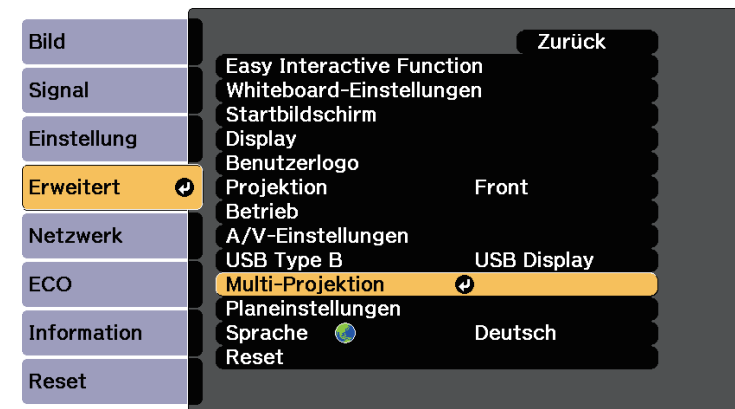 Bild
Signal
Einstellung
Erweitert
Netzwerk
ECO
Information
Reset
Zurück
Easy Interactive Function
Whiteboard-Einstellungen
Startbildschirm
Display
Benutzerlogo
Projektion Front
Betrieb
A/V-Einstellungen
USB Type B USB Display
Multi-Projektion
Planeinstellungen
Sprache Deutsch
Reset